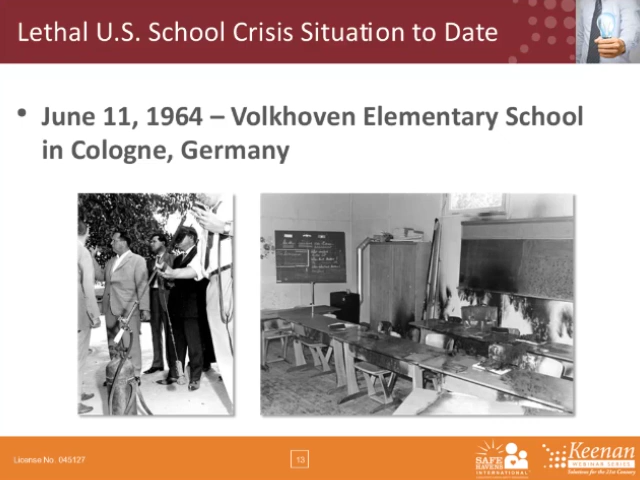 Lethal U.S. School Crisis Situation to Date
• June 11, 1964 – Volkhoven Elementary School
in Cologne, Germany
License No. 045127
13
SAFE
HAVENS
INTERNATIONAL
Keenan
WEBINAR SERIES
Solutions for the 21st Century